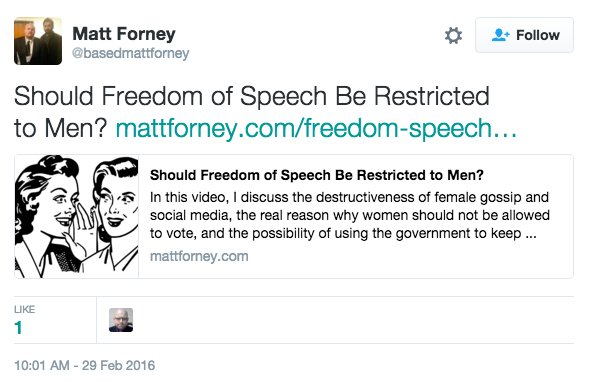 Matt Forney
@basedmattforney
Follow
Should Freedom of Speech Be Restricted
to Men? mattforney.com/freedom-speech…
Should Freedom of Speech Be Restricted to Men?
In this video, I discuss the destructiveness of female gossip and
social media, the real reason why women should not be allowed
to vote, and the possibility of using the government to keep ...
mattforney.com
LIKE
1
10:01 AM - 29 Feb 2016